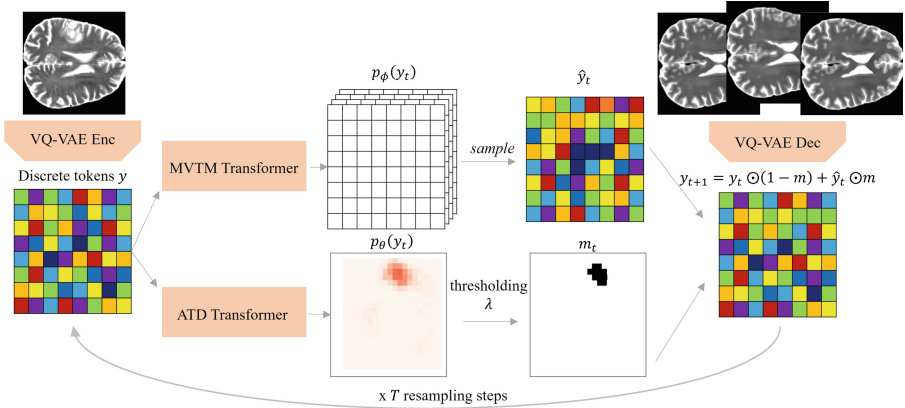 VQ-VAE Enc
Discrete tokens y
MVTM Transformer
p_ϕ(y_t)
sample
ŷ_t
VQ-VAE Dec
y_{t+1} = y_t ⊙(1 − m) + ŷ_t ⊙m
ATD Transformer
p_θ(y_t)
thresholding
λ
m_t
x T resampling steps